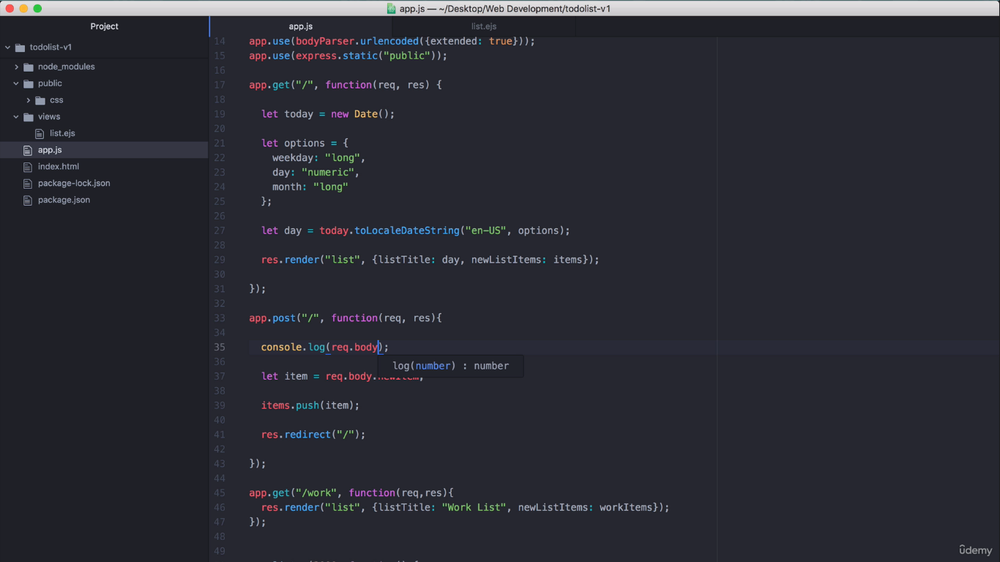 app.js — ~/Desktop/Web Development/todolist-v1
Project
app.js
list.ejs
todolist-v1
node_modules
public
css
views
list.ejs
app.js
index.html
package-lock.json
package.json
14 app.use(bodyParser.urlencoded({extended: true}));
15 app.use(express.static("public"));
16
17 app.get("/", function(req, res) {
18
19 let today = new Date();
20
21 let options = {
22 weekday: "long",
23 day: "numeric",
24 month: "long"
25 };
26
27 let day = today.toLocaleDateString("en-US", options);
28
29 res.render("list", {listTitle: day, newListItems: items});
30
31 });
32
33 app.post("/", function(req, res){
34
35 console.log(req.body);
36
log(number) : number
37 let item = req.body.newItem;
38
39 items.push(item);
40
41 res.redirect("/");
42
43 });
44
45 app.get("/work", function(req,res){
46 res.render("list", {listTitle: "Work List", newListItems: workItems});
47 });
48
49
udemy